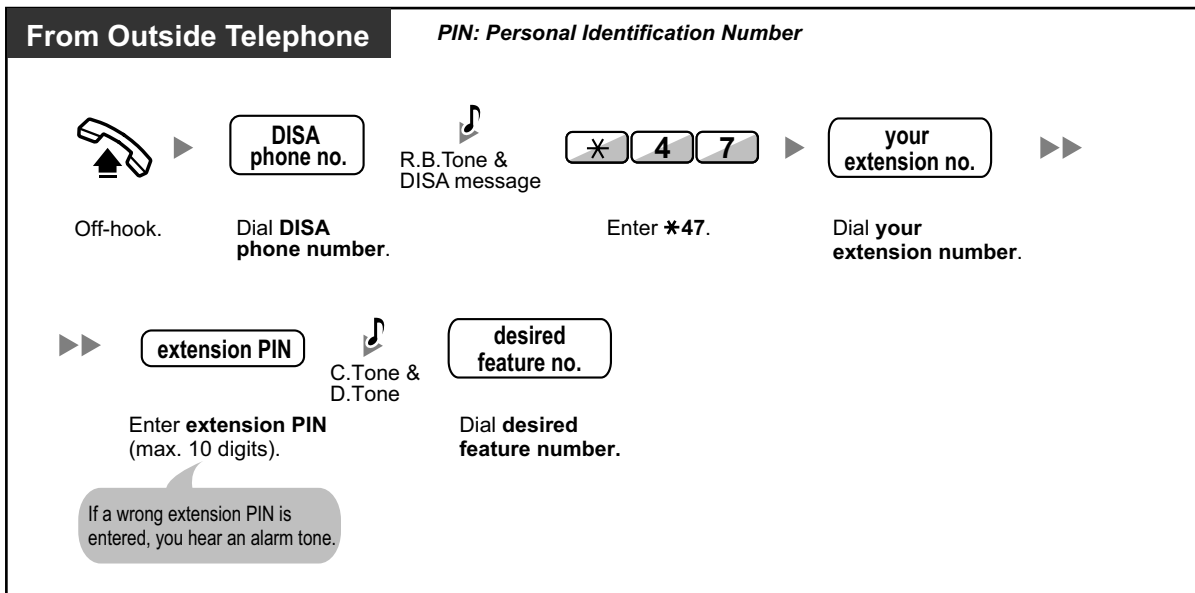 From Outside Telephone
PIN: Personal Identification Number
DISA
phone no.
R.B.Tone &
DISA message
* 4 7
your
extension no.
Off-hook.
Dial DISA
phone number.
Enter *47.
Dial your
extension number.
extension PIN
C.Tone &
D.Tone
desired
feature no.
Enter extension PIN
(max. 10 digits).
Dial desired
feature number.
If a wrong extension PIN is
entered, you hear an alarm tone.